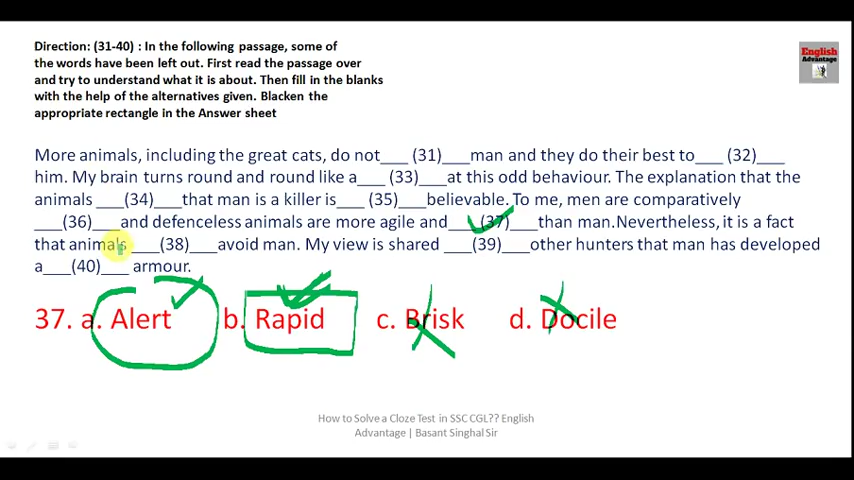 Direction: (31-40) : In the following passage, some of
the words have been left out. First read the passage over
and try to understand what it is about. Then fill in the blanks
with the help of the alternatives given. Blacken the
appropriate rectangle in the Answer sheet
English
Advantage
More animals, including the great cats, do not___ (31)___man and they do their best to___ (32)___
him. My brain turns round and round like a___ (33)___at this odd behaviour. The explanation that the
animals ___(34)___that man is a killer is___ (35)___believable. To me, men are comparatively
___(36)___and defenceless animals are more agile and___(37)___than man.Nevertheless, it is a fact
that animals ___(38)___avoid man. My view is shared ___(39)___other hunters that man has developed
a___(40)___ armour.
37. a. Alert b. Rapid c. Brisk d. Docile
How to Solve a Cloze Test in SSC CGL?? English
Advantage | Basant Singhal Sir